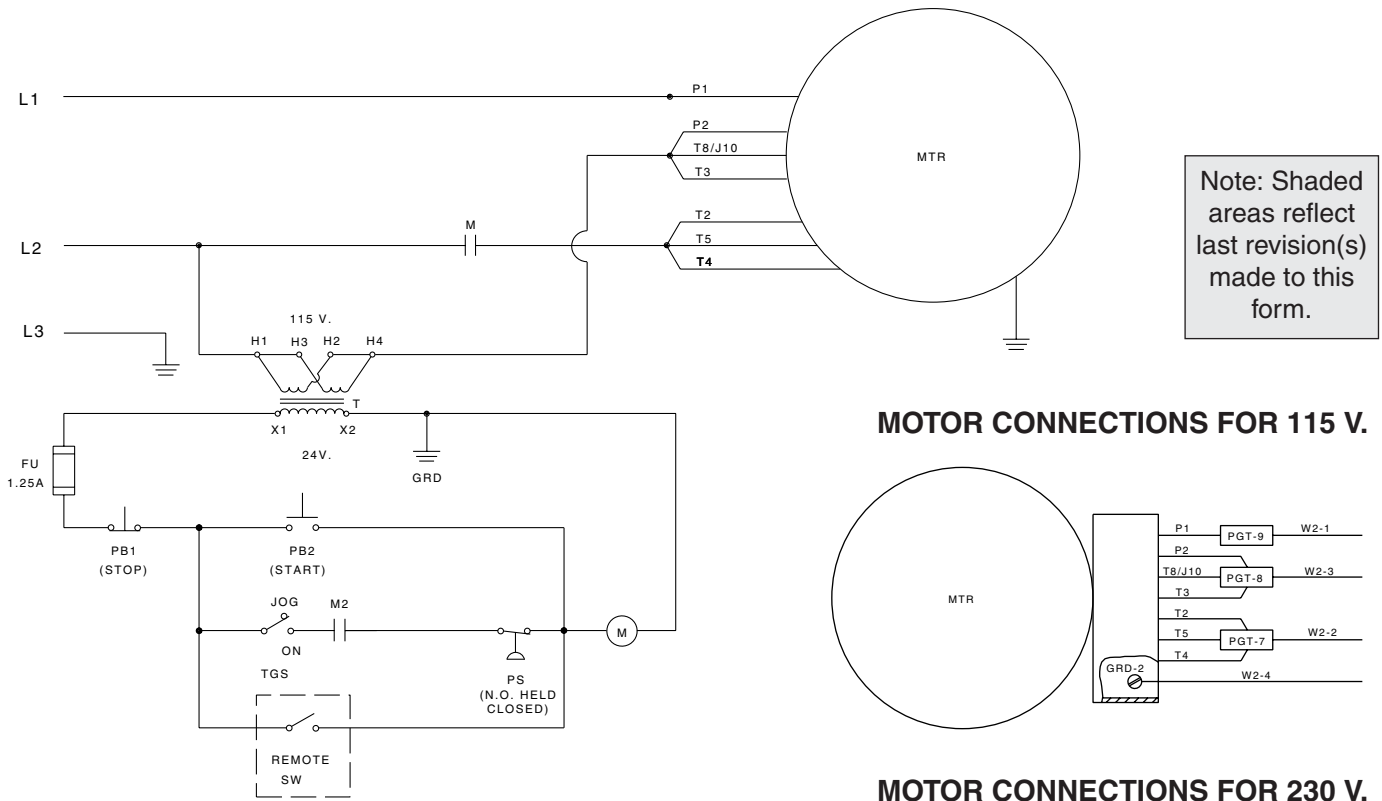 L1
P1
P2
T8/J10
T3
MTR
T2
T5
T4
M
L2
L3
Note: Shaded
areas reflect
last revision(s)
made to this
form.
115 V.
H1 H3 H2 H4
T
X1 X2
24V.
GRD
FU
1.25A
PB1
(STOP)
PB2
(START)
JOG
M2
ON
TGS
PS
(N.O. HELD
CLOSED)
M
REMOTE
SW
MOTOR CONNECTIONS FOR 115 V.
MTR
P1 PGT-9 W2-1
P2
T8/J10 PGT-8 W2-3
T3
T2
T5 PGT-7 W2-2
T4
GRD-2
W2-4
MOTOR CONNECTIONS FOR 230 V.